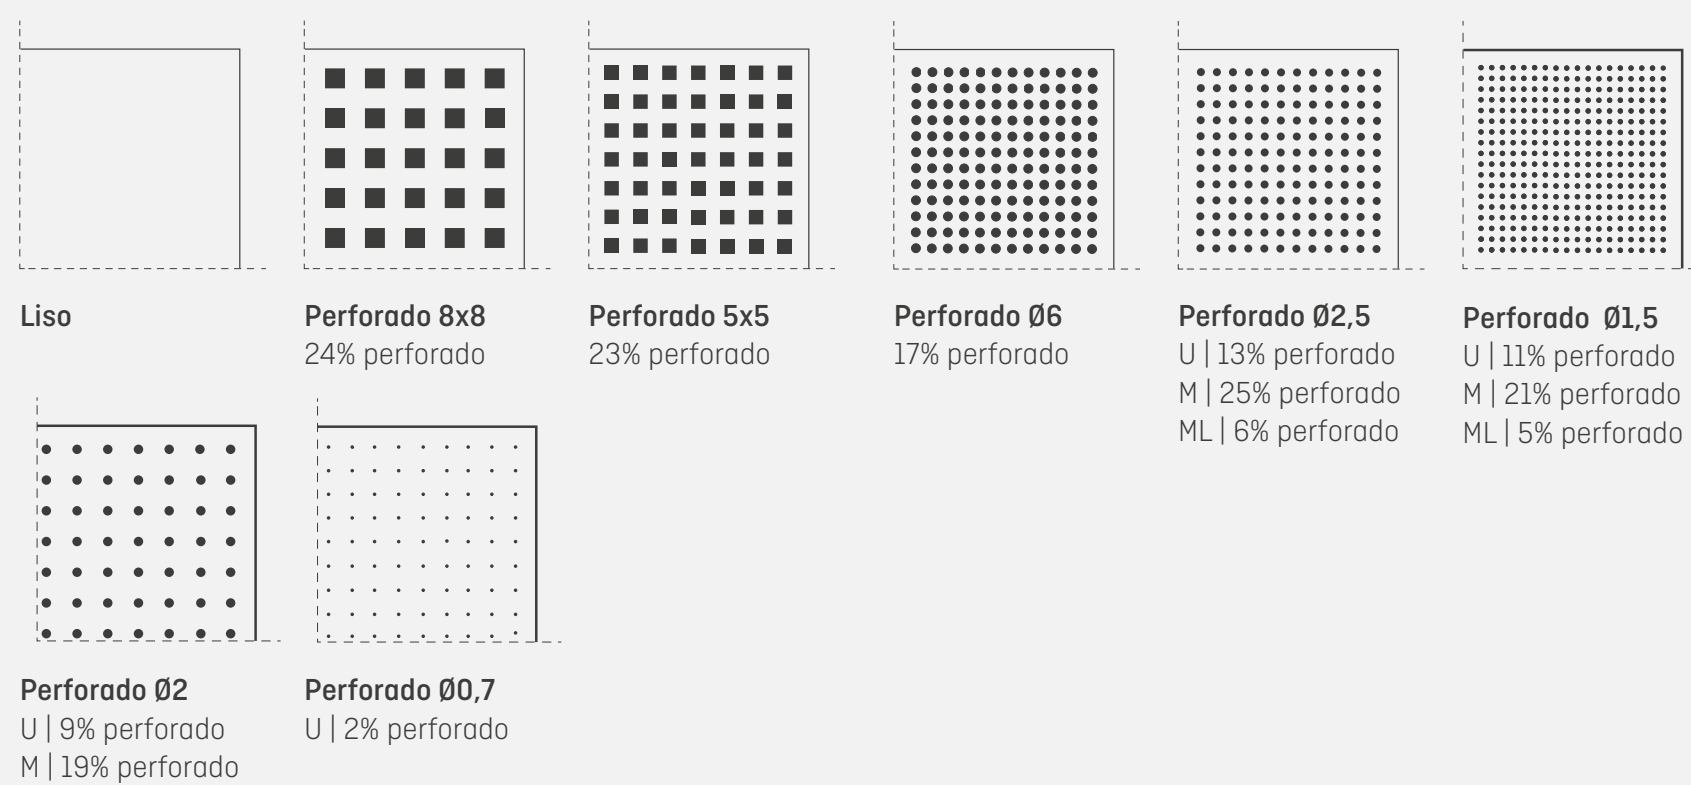 Liso
Perforado 8x8
24% perforado
Perforado 5x5
23% perforado
Perforado Ø6
17% perforado
Perforado Ø2,5
U | 13% perforado
M | 25% perforado
ML | 6% perforado
Perforado Ø1,5
U | 11% perforado
M | 21% perforado
ML | 5% perforado
Perforado Ø2
U | 9% perforado
M | 19% perforado
Perforado Ø0,7
U | 2% perforado